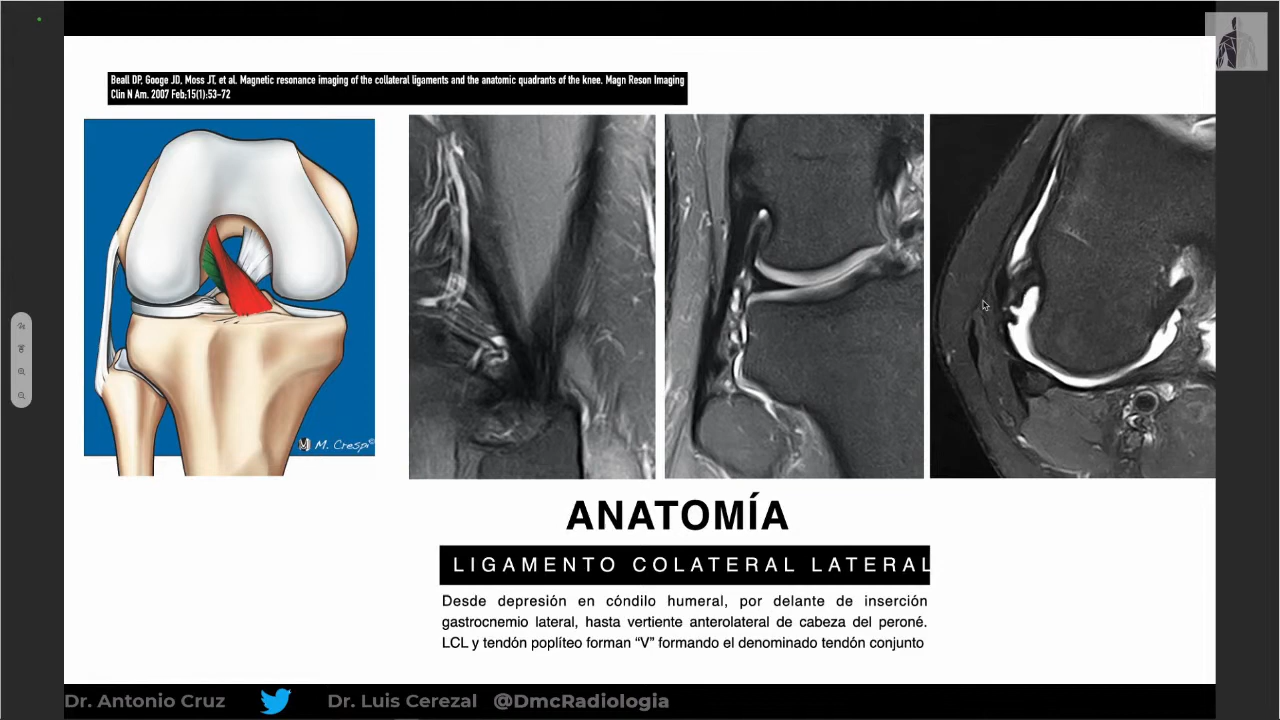 Beall DP, Googe JD, Moss JT, et al. Magnetic resonance imaging of the collateral ligaments and the anatomic quadrants of the knee. Magn Reson Imaging
Clin N Am. 2007 Feb;15(1):53-72
M. Crespi©
ANATOMÍA
LIGAMENTO COLATERAL LATERAL
Desde depresión en cóndilo humeral, por delante de inserción
gastrocnemio lateral, hasta vertiente anterolateral de cabeza del peroné.
LCL y tendón poplíteo forman “V” formando el denominado tendón conjunto
Dr. Antonio Cruz
Dr. Luis Cerezal @DmcRadiologia